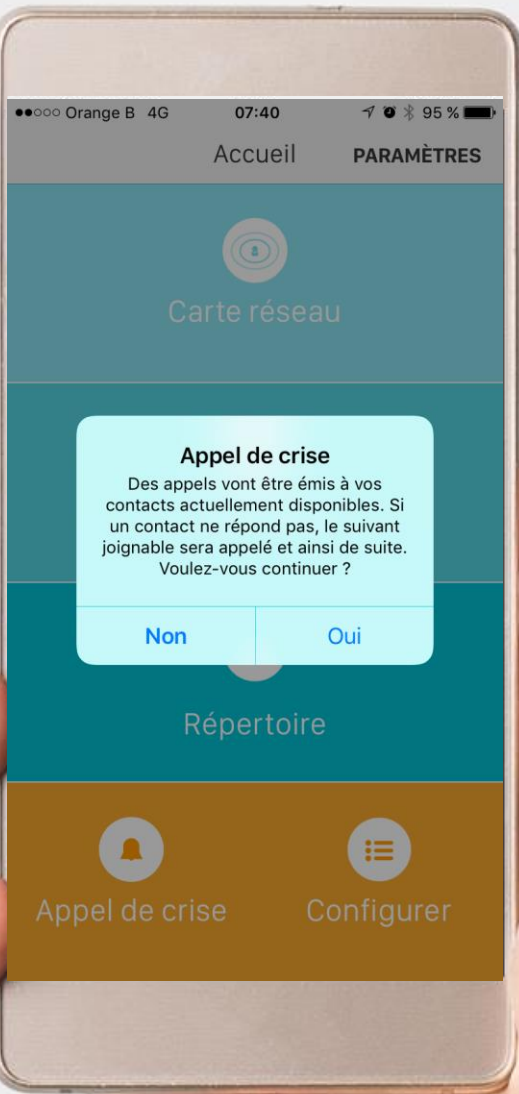 Orange B 4G 07:40 95 %
Accueil PARAMÈTRES
Carte réseau
Appel de crise
Des appels vont être émis à vos
contacts actuellement disponibles. Si
un contact ne répond pas, le suivant
joignable sera appelé et ainsi de suite.
Voulez-vous continuer ?
Non Oui
Répertoire
Appel de crise Configurer